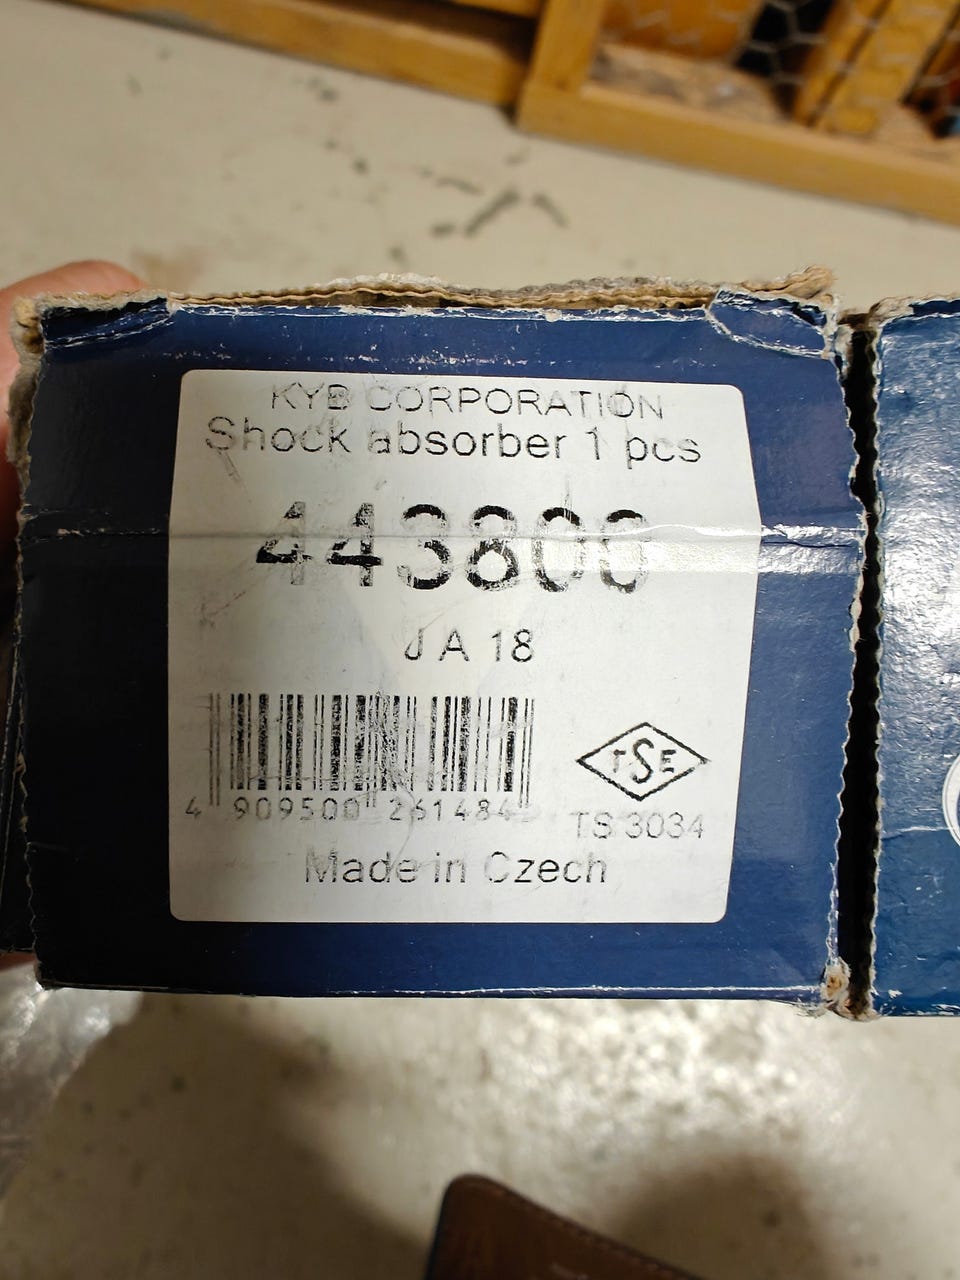 KYB CORPORATION
Shock absorber 1 pcs
443800
JA 18
TSE
4 909500 261484
TS 3034
Made in Czech